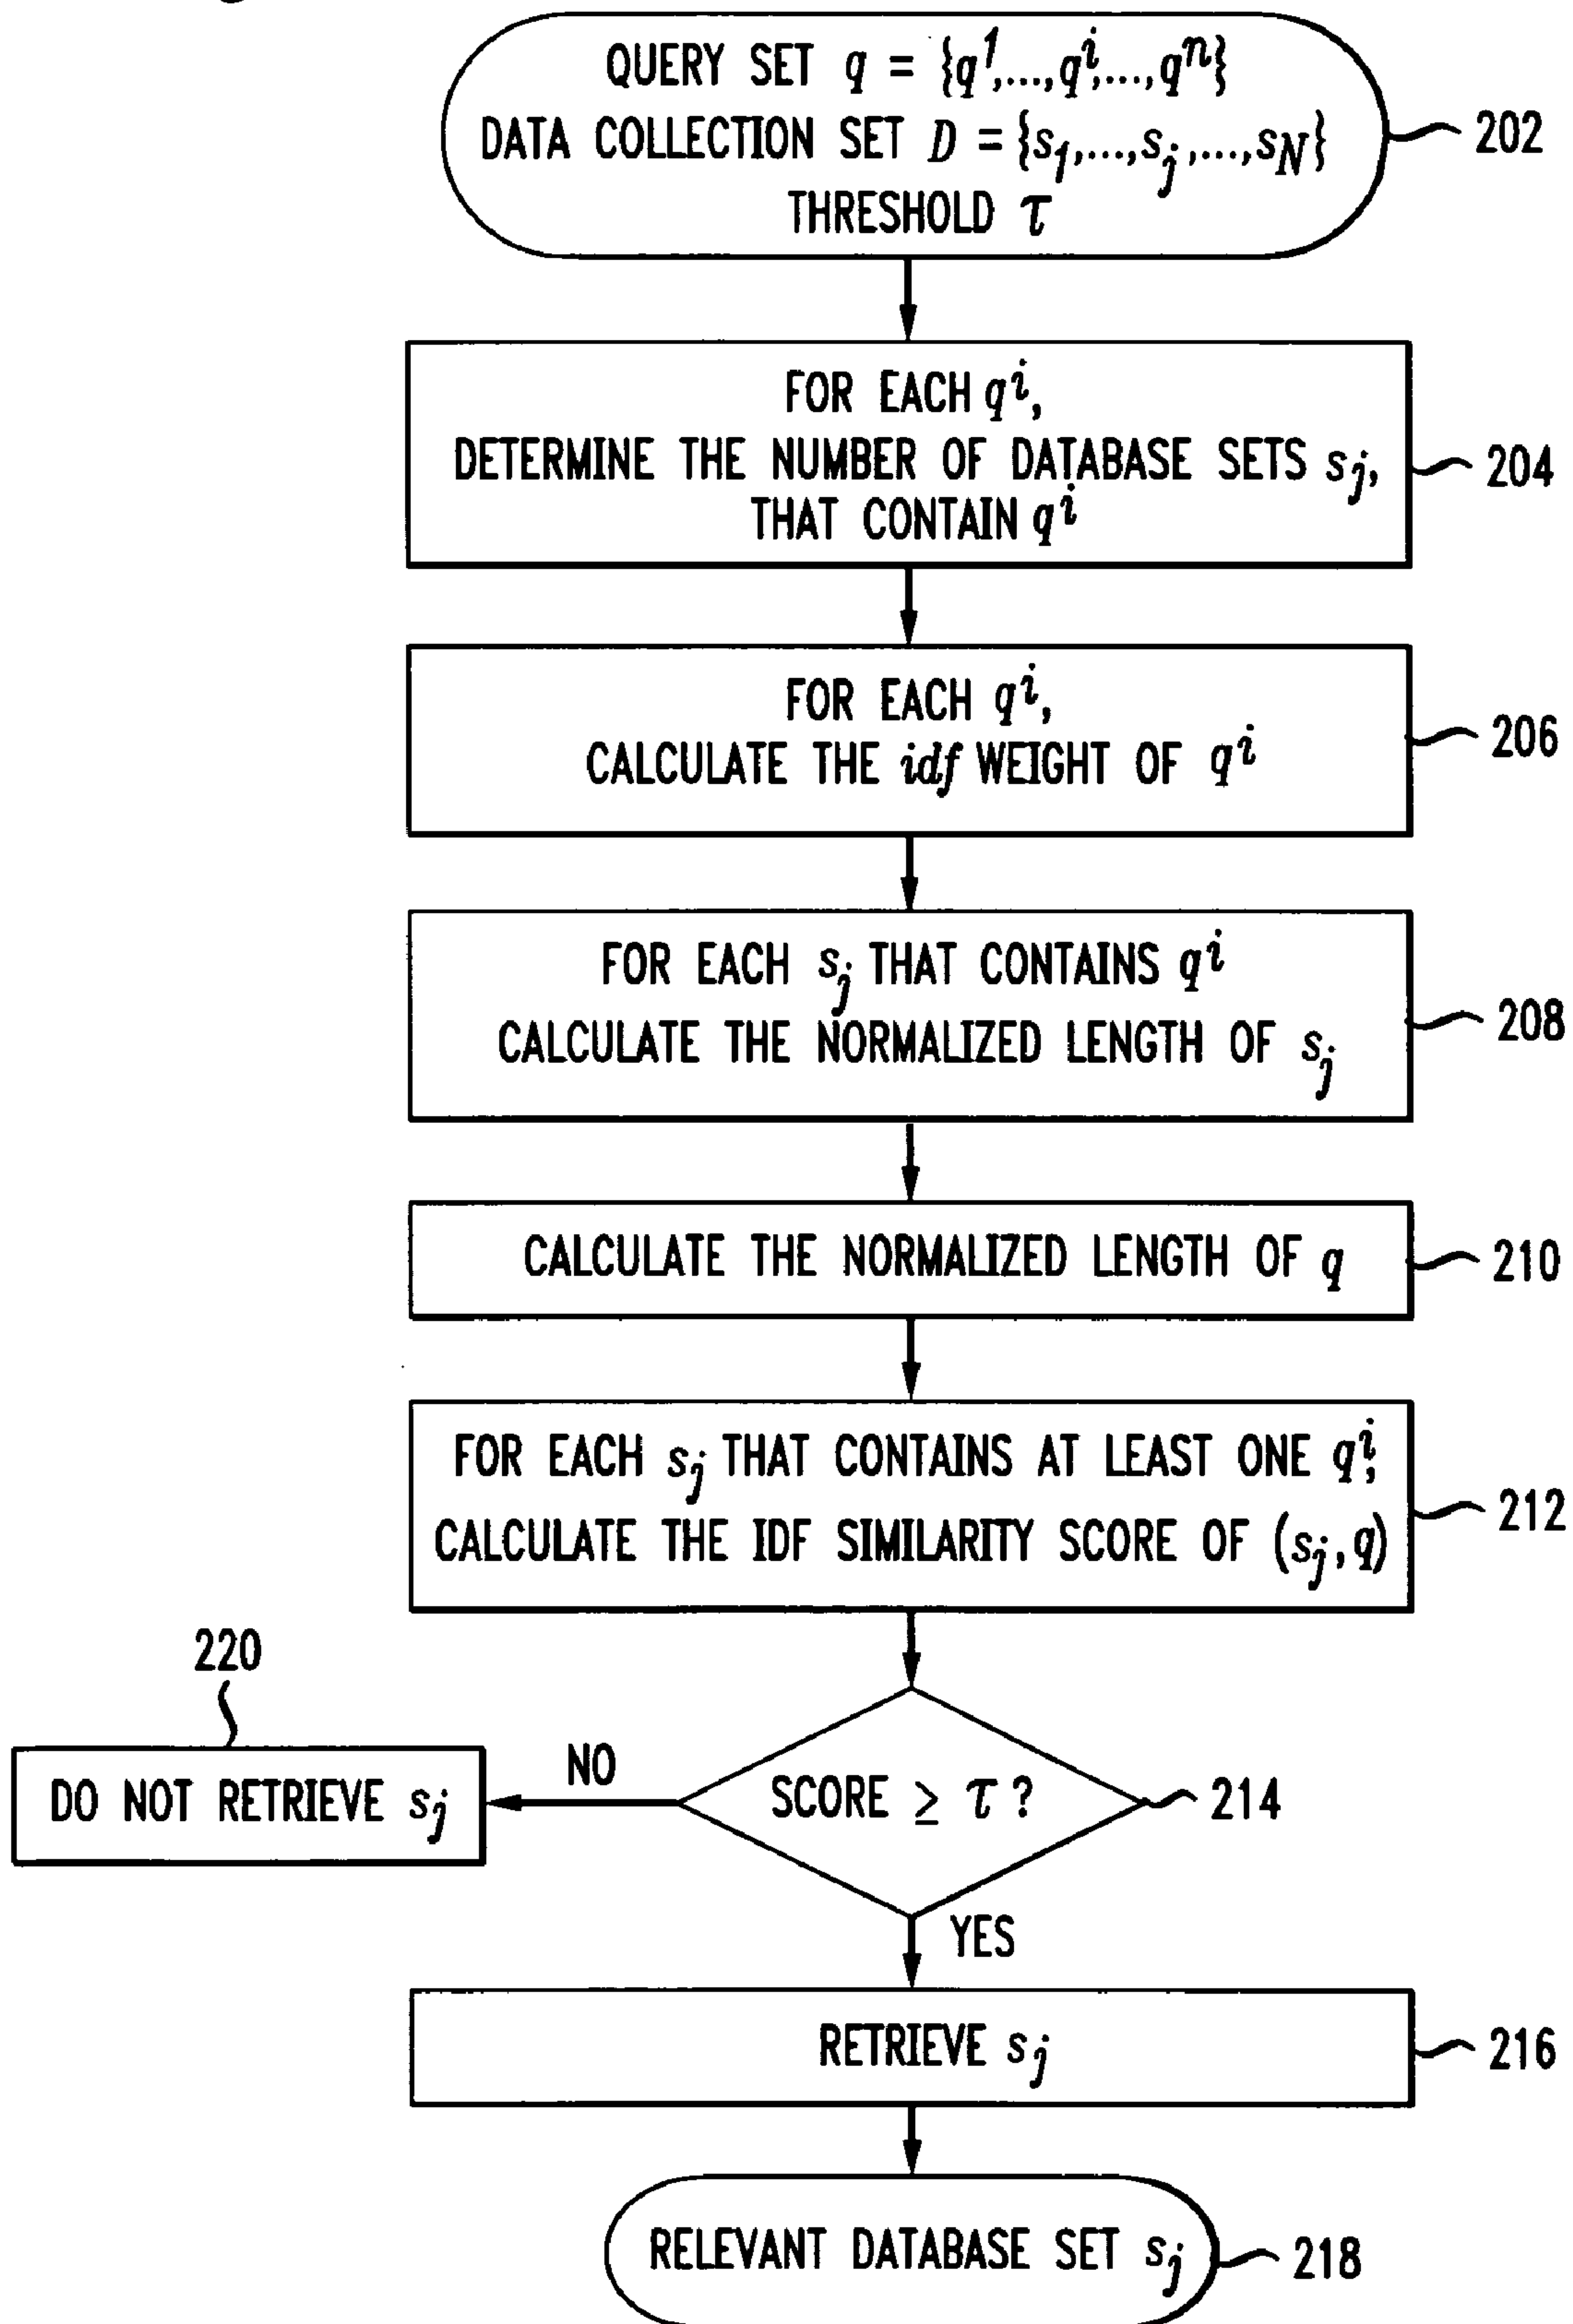 QUERY SET q = {q¹,...,qⁱ,...,qⁿ}
DATA COLLECTION SET D = {s₁,...,sⱼ,...,s_N}
THRESHOLD τ
202
FOR EACH qⁱ,
DETERMINE THE NUMBER OF DATABASE SETS sⱼ,
THAT CONTAIN qⁱ
204
FOR EACH qⁱ,
CALCULATE THE idf WEIGHT OF qⁱ
206
FOR EACH sⱼ THAT CONTAINS qⁱ
CALCULATE THE NORMALIZED LENGTH OF sⱼ
208
CALCULATE THE NORMALIZED LENGTH OF q
210
FOR EACH sⱼ THAT CONTAINS AT LEAST ONE qⁱ,
CALCULATE THE IDF SIMILARITY SCORE OF (sⱼ,q)
212
220
DO NOT RETRIEVE sⱼ
NO
SCORE ≥ τ ?
214
YES
RETRIEVE sⱼ
216
RELEVANT DATABASE SET sⱼ
218